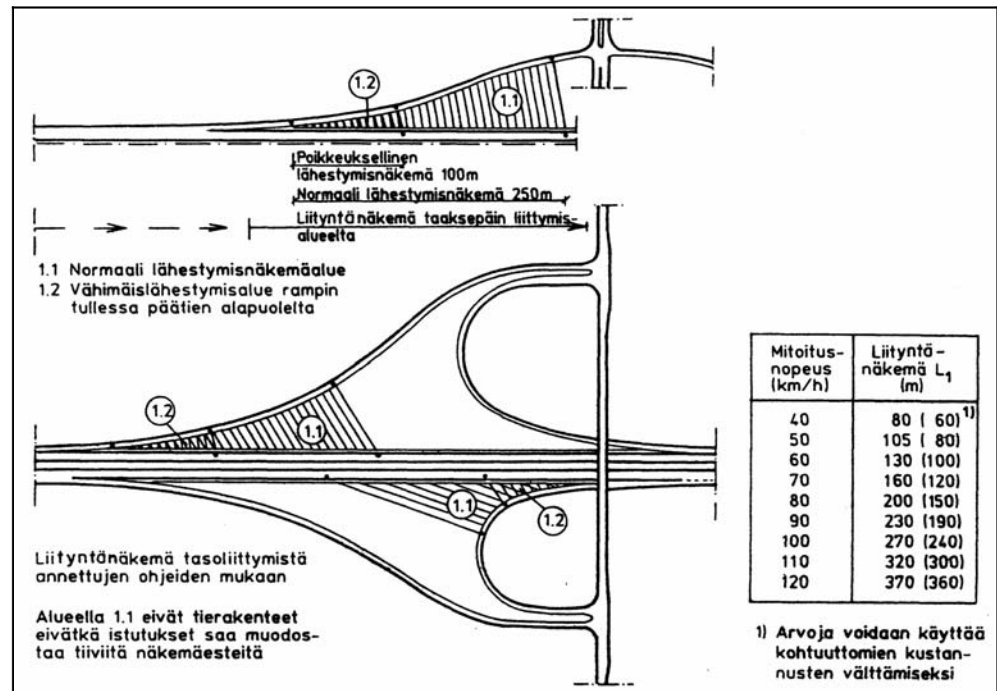 1.2
1.1
Poikkeuksellinen
lähestymisnäkemä 100m
Normaali lähestymisnäkemä 250m
Liityntänäkemä taaksepäin liittymis-
alueelta
1.1 Normaali lähestymisnäkemäalue
1.2 Vähimäislähestymisalue rampin
tullessa päätien alapuolelta
1.2
1.1
1.1
1.2
Liityntänäkemä tasoliittymistä
annettujen ohjeiden mukaan
Alueella 1.1 eivät tierakenteet
eivätkä istutukset saa muodos-
taa tiiviitä näkemäesteitä
Mitoitus-
nopeus
(km/h)
Liityntä-
näkemä L1
(m)
40 80 ( 60)1)
50 105 ( 80)
60 130 (100)
70 160 (120)
80 200 (150)
90 230 (190)
100 270 (240)
110 320 (300)
120 370 (360)
1) Arvoja voidaan käyttää
kohtuuttomien kustan-
nusten välttämiseksi